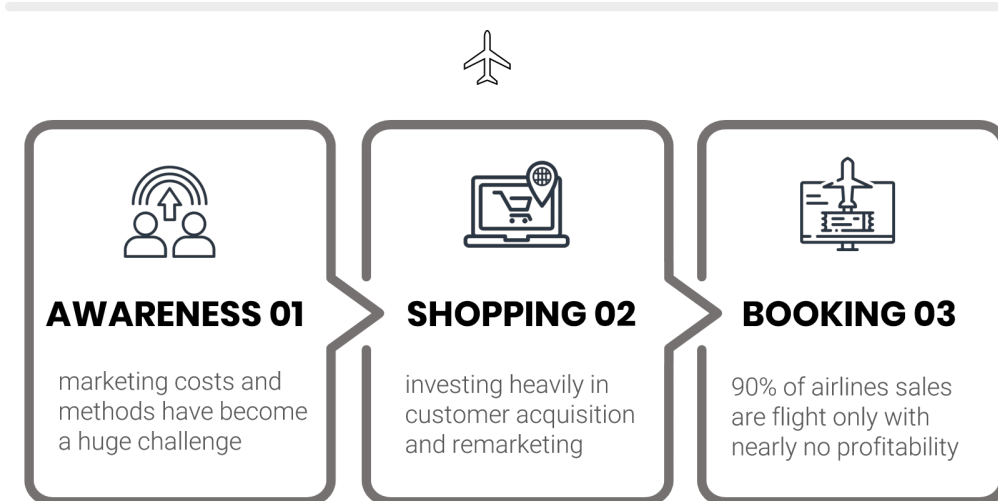 AWARENESS 01
marketing costs and
methods have become
a huge challenge
SHOPPING 02
investing heavily in
customer acquisition
and remarketing
BOOKING 03
90% of airlines sales
are flight only with
nearly no profitability